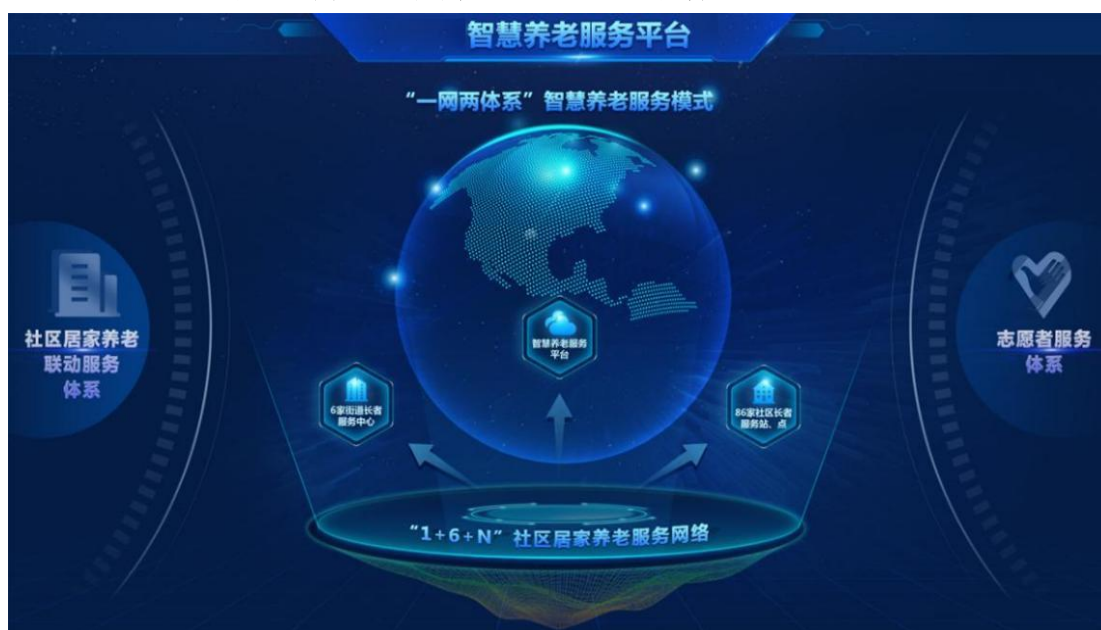 智慧养老服务平台
“一网两体系”智慧养老服务模式
社区居家养老
联动服务
体系
志愿者服务
体系
智慧养老服务
平台
6家街道长者
服务中心
86家社区长者
服务站、点
“1+6+N”社区居家养老服务网络